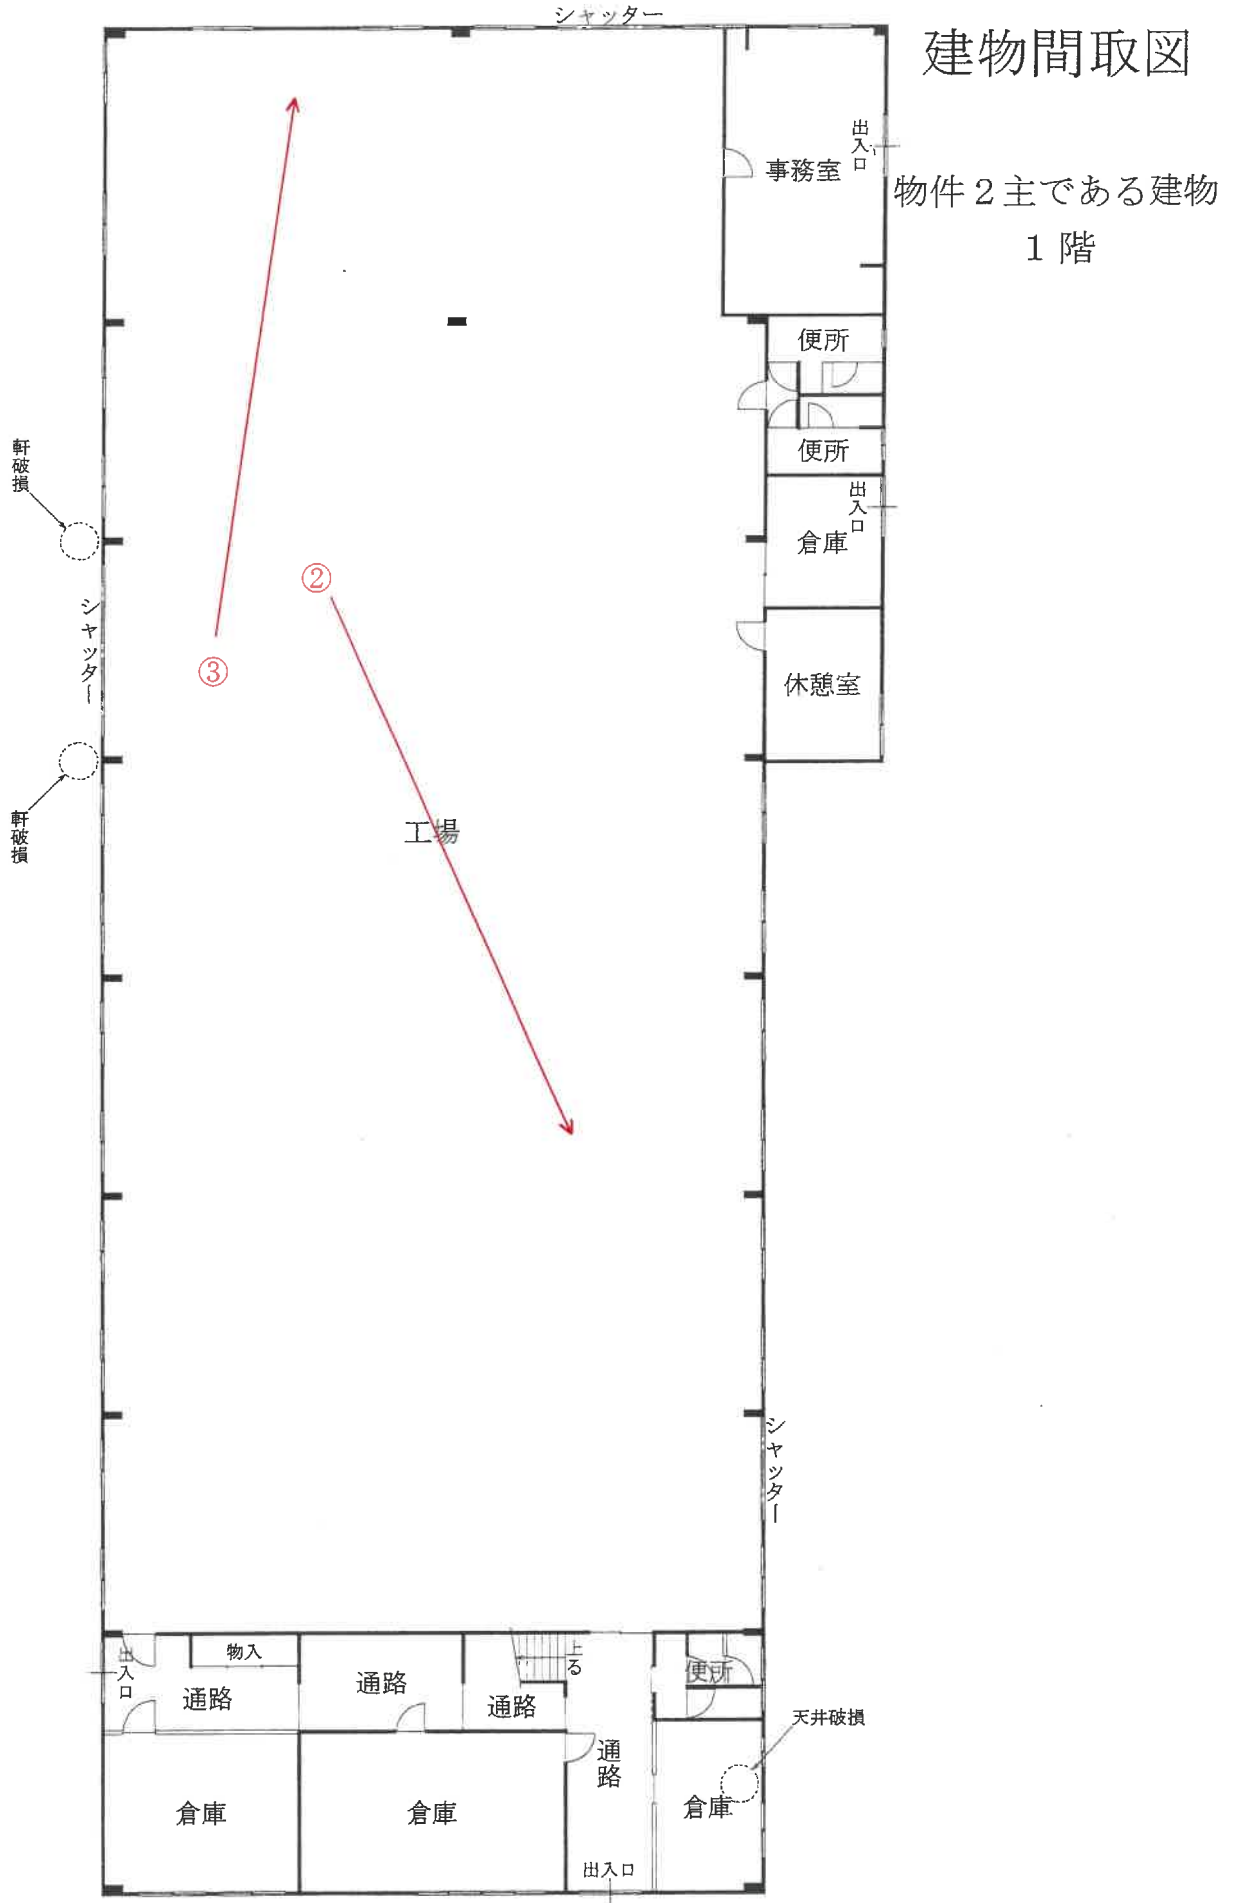 シャッター
建物間取図
物件２主である建物
１階
出入口
事務室
便所
便所
出入口
倉庫
休憩室
軒破損
シャッター
軒破損
②
③
工場
シャッター
出入口
物入
通路
通路
上る
通路
便所
通路
天井破損
倉庫
倉庫
倉庫
出入口